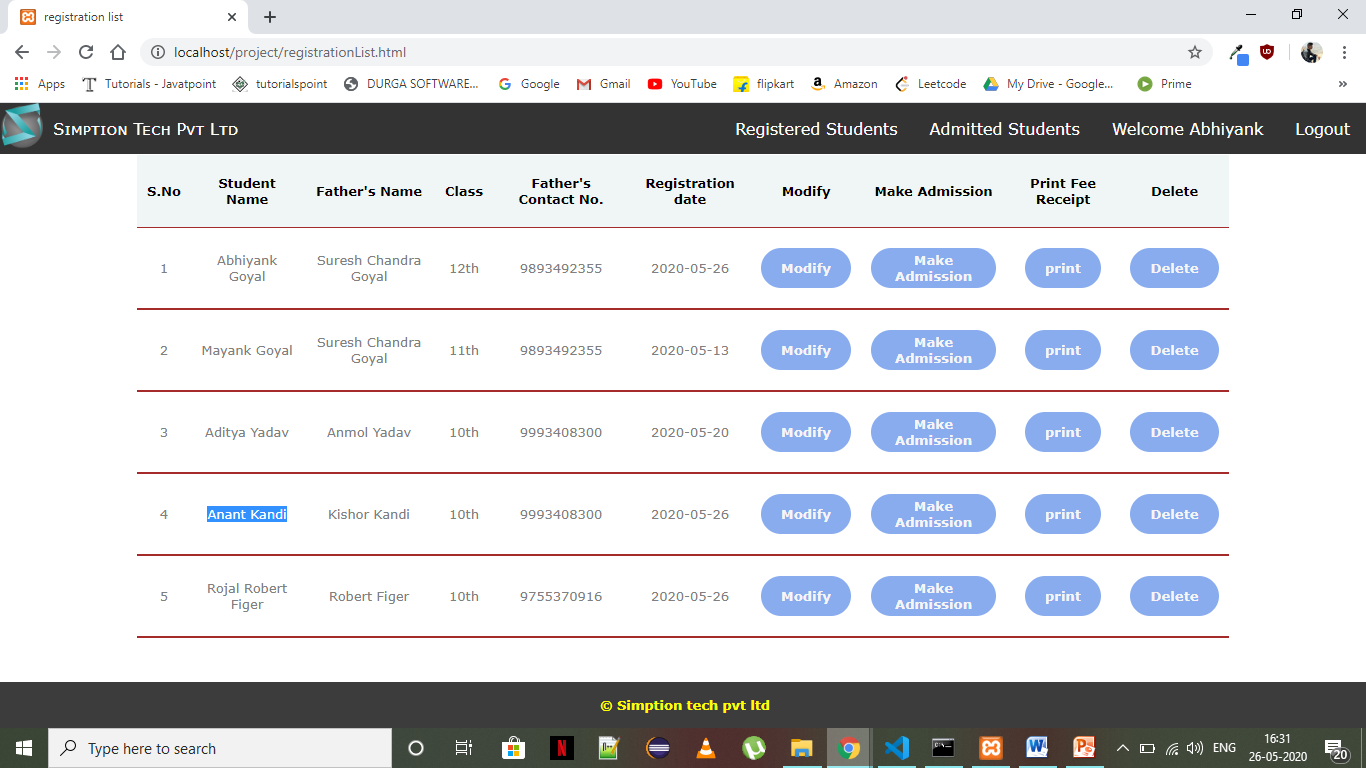 registration list
localhost/project/registrationList.html
Apps Tutorials - Javatpoint tutorialspoint DURGA SOFTWARE... Google Gmail YouTube flipkart Amazon Leetcode My Drive - Google... Prime »
Simption Tech Pvt Ltd Registered Students Admitted Students Welcome Abhiyank Logout
S.No Student Name Father's Name Class Father's Contact No. Registration date Modify Make Admission Print Fee Receipt Delete
1 Abhiyank Goyal Suresh Chandra Goyal 12th 9893492355 2020-05-26 Modify Make Admission print Delete
2 Mayank Goyal Suresh Chandra Goyal 11th 9893492355 2020-05-13 Modify Make Admission print Delete
3 Aditya Yadav Anmol Yadav 10th 9993408300 2020-05-20 Modify Make Admission print Delete
4 Anant Kandi Kishor Kandi 10th 9993408300 2020-05-26 Modify Make Admission print Delete
5 Rojal Robert Figer Robert Figer 10th 9755370916 2020-05-26 Modify Make Admission print Delete
© Simption tech pvt ltd
Type here to search ENG 16:31
26-05-2020 20